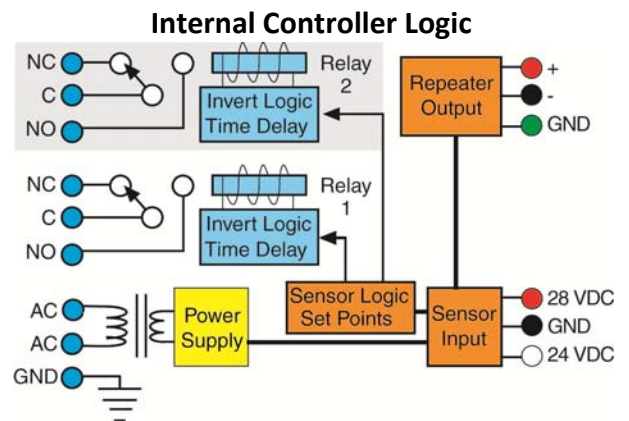 Internal Controller Logic
NC
C
NO
Relay
2
Invert Logic
Time Delay
Repeater
Output
+
-
GND
NC
C
NO
Relay
1
Invert Logic
Time Delay
AC
AC
GND
Power
Supply
Sensor Logic
Set Points
Sensor
Input
28 VDC
GND
24 VDC